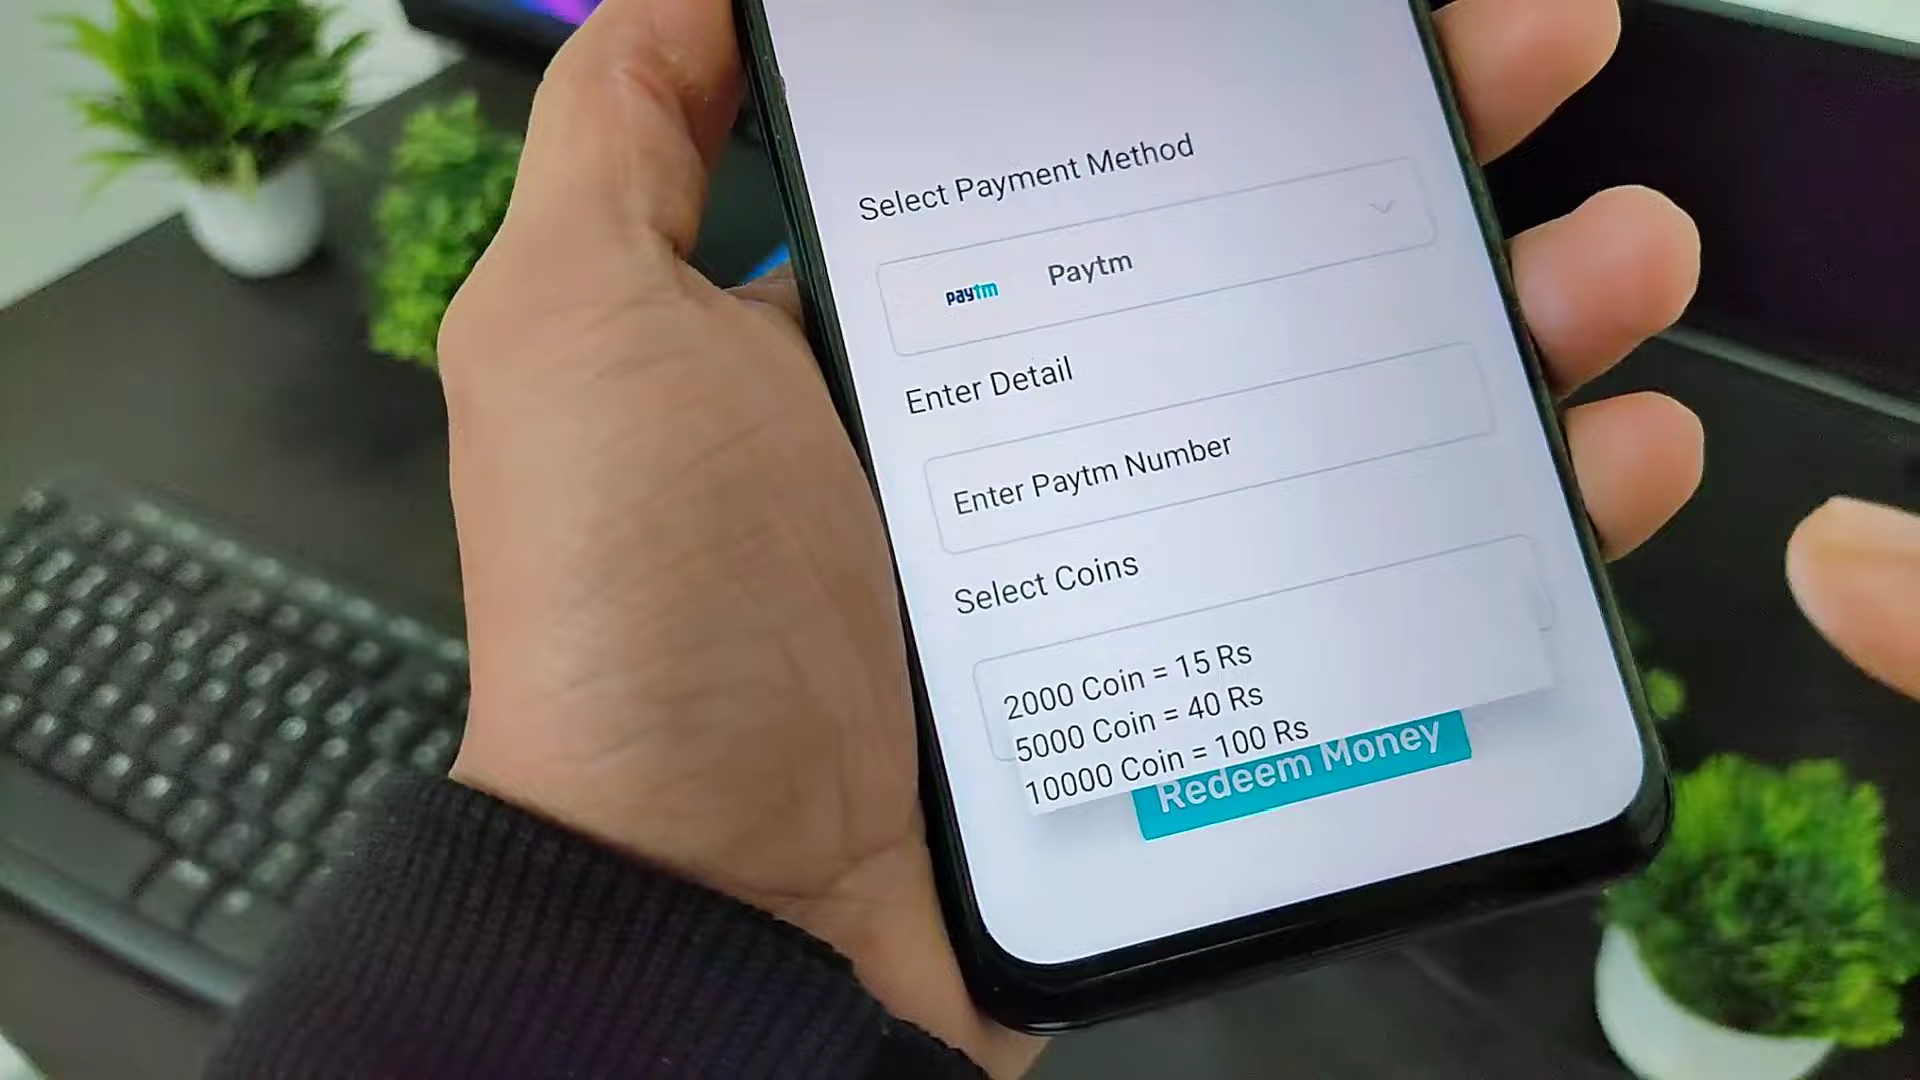 Select Payment Method
paytm Paytm
Enter Detail
Enter Paytm Number
Select Coins
2000 Coin = 15 Rs
5000 Coin = 40 Rs
10000 Coin = 100 Rs
Redeem Money